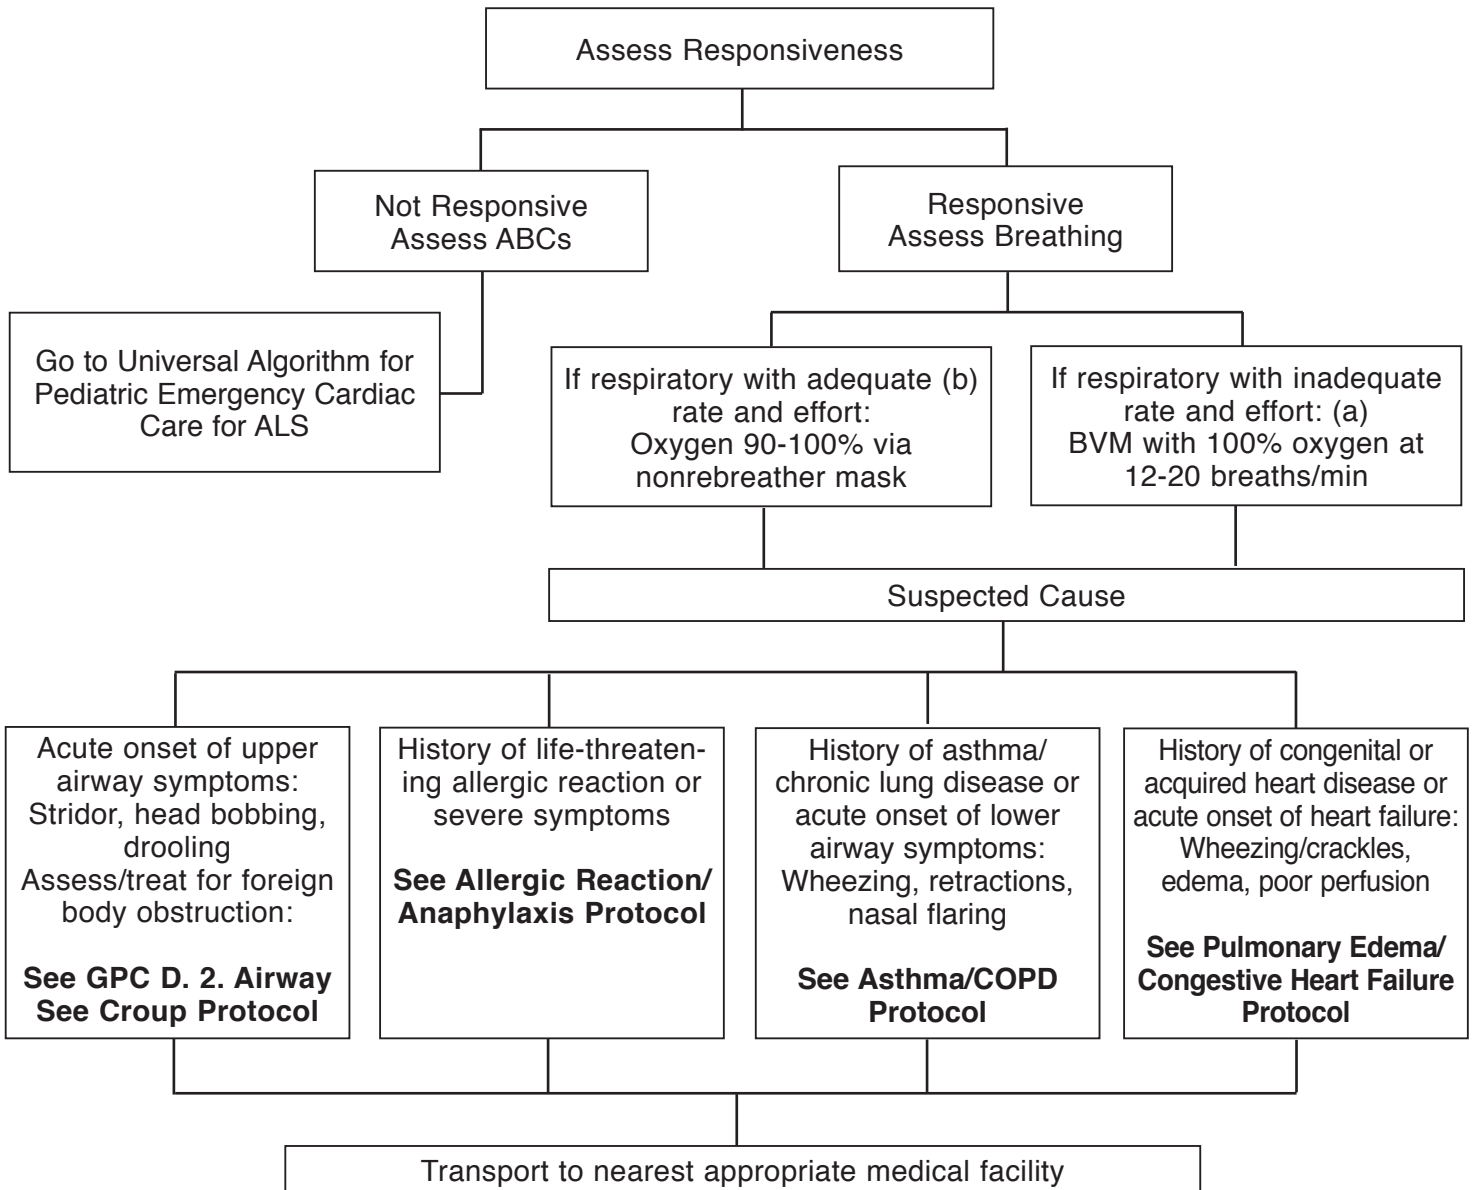 Assess Responsiveness
Not Responsive
Assess ABCs
Responsive
Assess Breathing
Go to Universal Algorithm for
Pediatric Emergency Cardiac
Care for ALS
If respiratory with adequate (b)
rate and effort:
Oxygen 90-100% via
nonrebreather mask
If respiratory with inadequate
rate and effort: (a)
BVM with 100% oxygen at
12-20 breaths/min
Suspected Cause
Acute onset of upper
airway symptoms:
Stridor, head bobbing,
drooling
Assess/treat for foreign
body obstruction:
See GPC D. 2. Airway
See Croup Protocol
History of life-threaten-
ing allergic reaction or
severe symptoms
See Allergic Reaction/
Anaphylaxis Protocol
History of asthma/
chronic lung disease or
acute onset of lower
airway symptoms:
Wheezing, retractions,
nasal flaring
See Asthma/COPD
Protocol
History of congenital or
acquired heart disease or
acute onset of heart failure:
Wheezing/crackles,
edema, poor perfusion
See Pulmonary Edema/
Congestive Heart Failure
Protocol
Transport to nearest appropriate medical facility